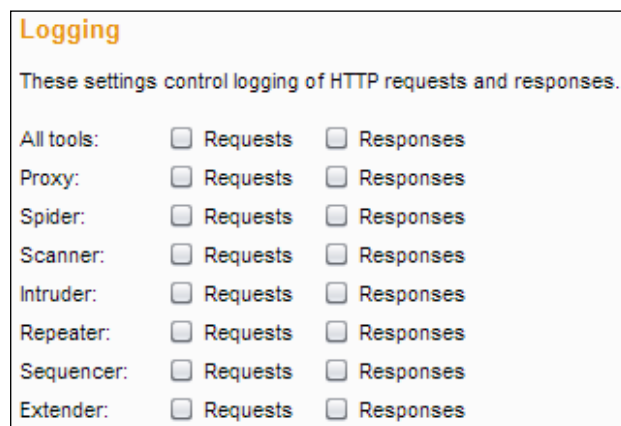 Logging
These settings control logging of HTTP requests and responses.
All tools: Requests Responses
Proxy: Requests Responses
Spider: Requests Responses
Scanner: Requests Responses
Intruder: Requests Responses
Repeater: Requests Responses
Sequencer: Requests Responses
Extender: Requests Responses